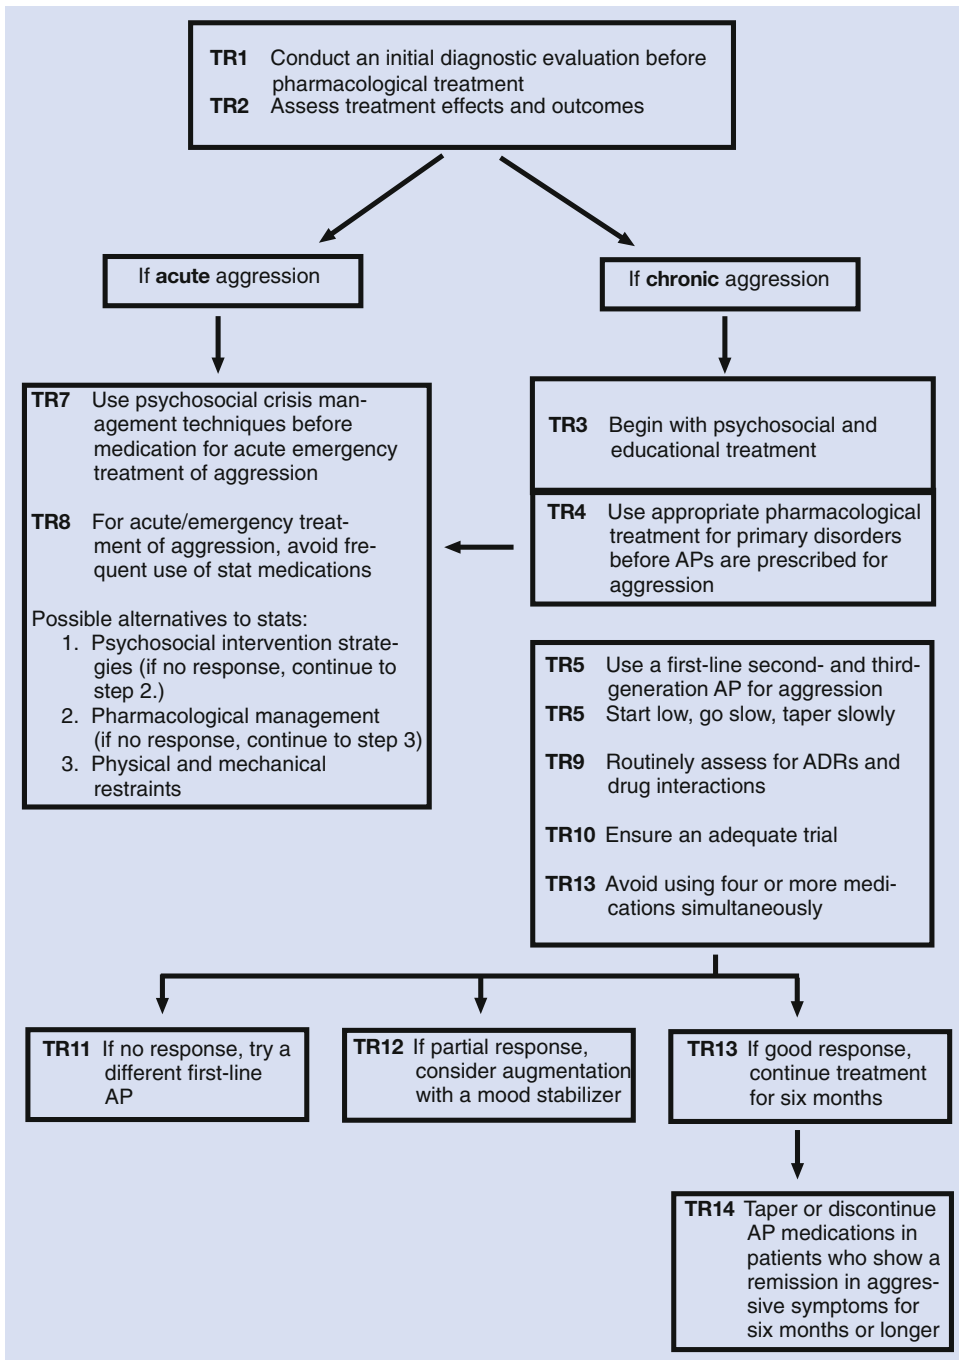 TR1 Conduct an initial diagnostic evaluation before
pharmacological treatment
TR2 Assess treatment effects and outcomes
If acute aggression
If chronic aggression
TR7 Use psychosocial crisis man-
agement techniques before
medication for acute emergency
treatment of aggression
TR8 For acute/emergency treat-
ment of aggression, avoid fre-
quent use of stat medications
Possible alternatives to stats:
1. Psychosocial intervention strate-
gies (if no response, continue to
step 2.)
2. Pharmacological management
(if no response, continue to step 3)
3. Physical and mechanical
restraints
TR3 Begin with psychosocial and
educational treatment
TR4 Use appropriate pharmacological
treatment for primary disorders
before APs are prescribed for
aggression
TR5 Use a first-line second- and third-
generation AP for aggression
TR5 Start low, go slow, taper slowly
TR9 Routinely assess for ADRs and
drug interactions
TR10 Ensure an adequate trial
TR13 Avoid using four or more medi-
cations simultaneously
TR11 If no response, try a
different first-line
AP
TR12 If partial response,
consider augmentation
with a mood stabilizer
TR13 If good response,
continue treatment
for six months
TR14 Taper or discontinue
AP medications in
patients who show a
remission in aggres-
sive symptoms for
six months or longer